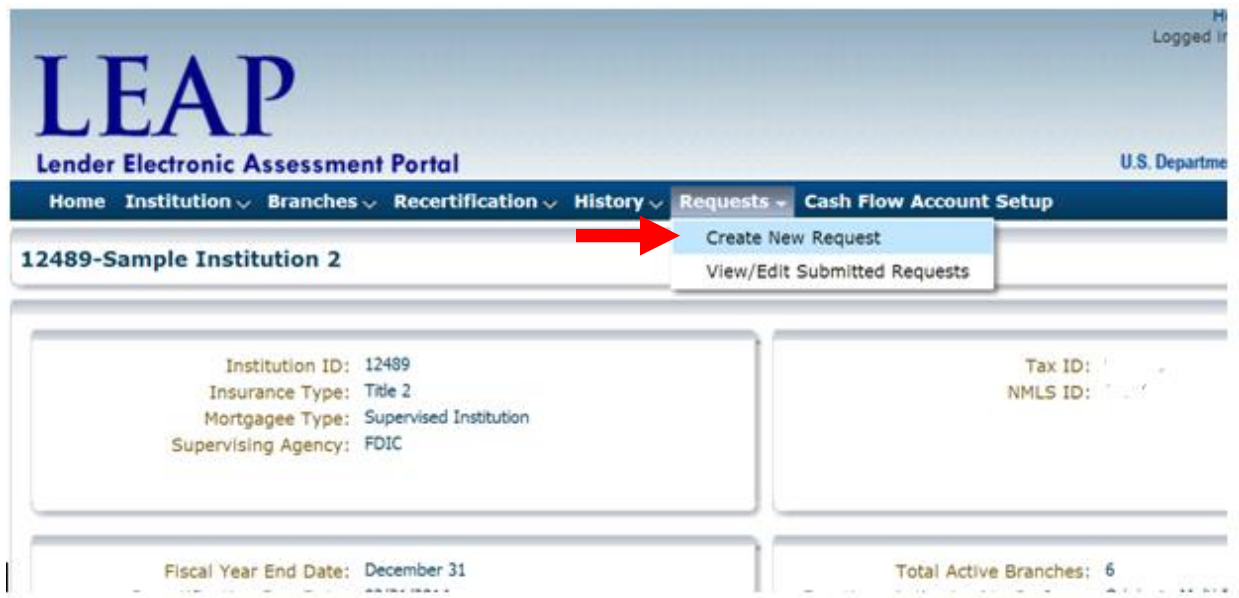 Logged
LEAP
Lender Electronic Assessment Portal
U.S.
Home Institution Branches Recertification History Requests Cash Flow Account Setup
Create New Request
12489-Sample Institution 2
View/Edit Submitted Requests
Institution ID: 12489
Insurance Type: Title 2
Mortgagee Type: Supervised Institution
Supervising Agency: FDIC
Tax ID:
NMLS ID:
Fiscal Year End Date: December 31
Total Active Branches: 6